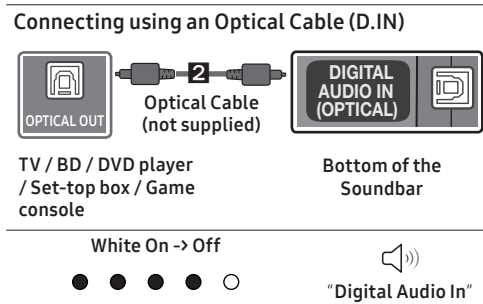 Connecting using an Optical Cable (D.IN)
OPTICAL OUT
2
Optical Cable
(not supplied)
DIGITAL
AUDIO IN
(OPTICAL)
TV / BD / DVD player
/ Set-top box / Game
console
Bottom of the
Soundbar
White On -> Off
“Digital Audio In”